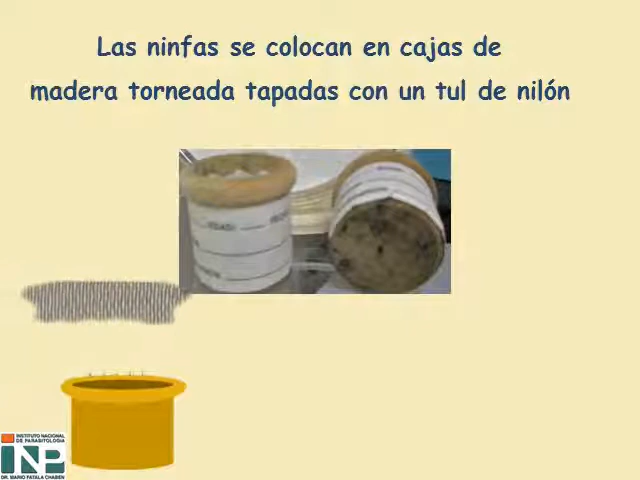 Las ninfas se colocan en cajas de
madera torneada tapadas con un tul de nilón
INSTITUTO NACIONAL
DE PARASITOLOGIA
INP
DR. MARIO FATALA CHABEN